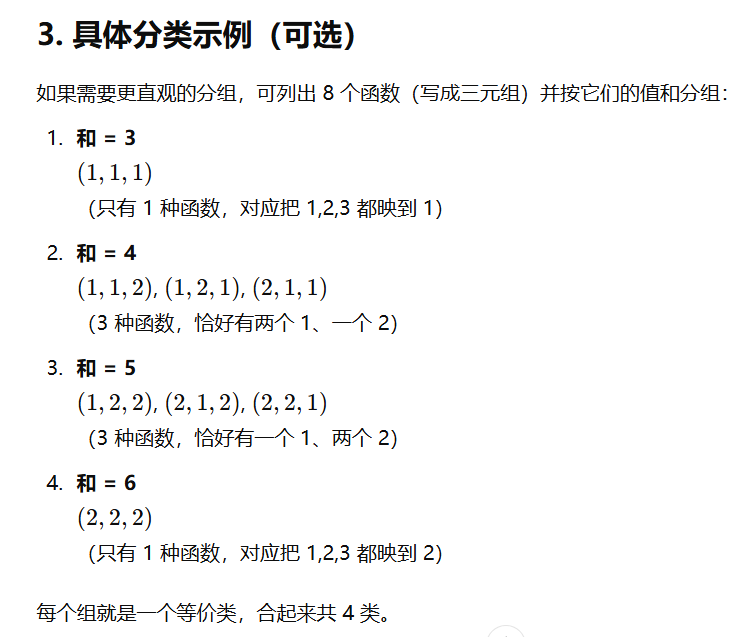 3. 具体分类示例（可选）
如果需要更直观的分组，可列出 8 个函数（写成三元组）并按它们的值和分组：
1. 和 = 3
(1, 1, 1)
（只有 1 种函数，对应把 1,2,3 都映到 1）
2. 和 = 4
(1, 1, 2), (1, 2, 1), (2, 1, 1)
（3 种函数，恰好有两个 1、一个 2）
3. 和 = 5
(1, 2, 2), (2, 1, 2), (2, 2, 1)
（3 种函数，恰好有一个 1、两个 2）
4. 和 = 6
(2, 2, 2)
（只有 1 种函数，对应把 1,2,3 都映到 2）
每个组就是一个等价类，合起来共 4 类。